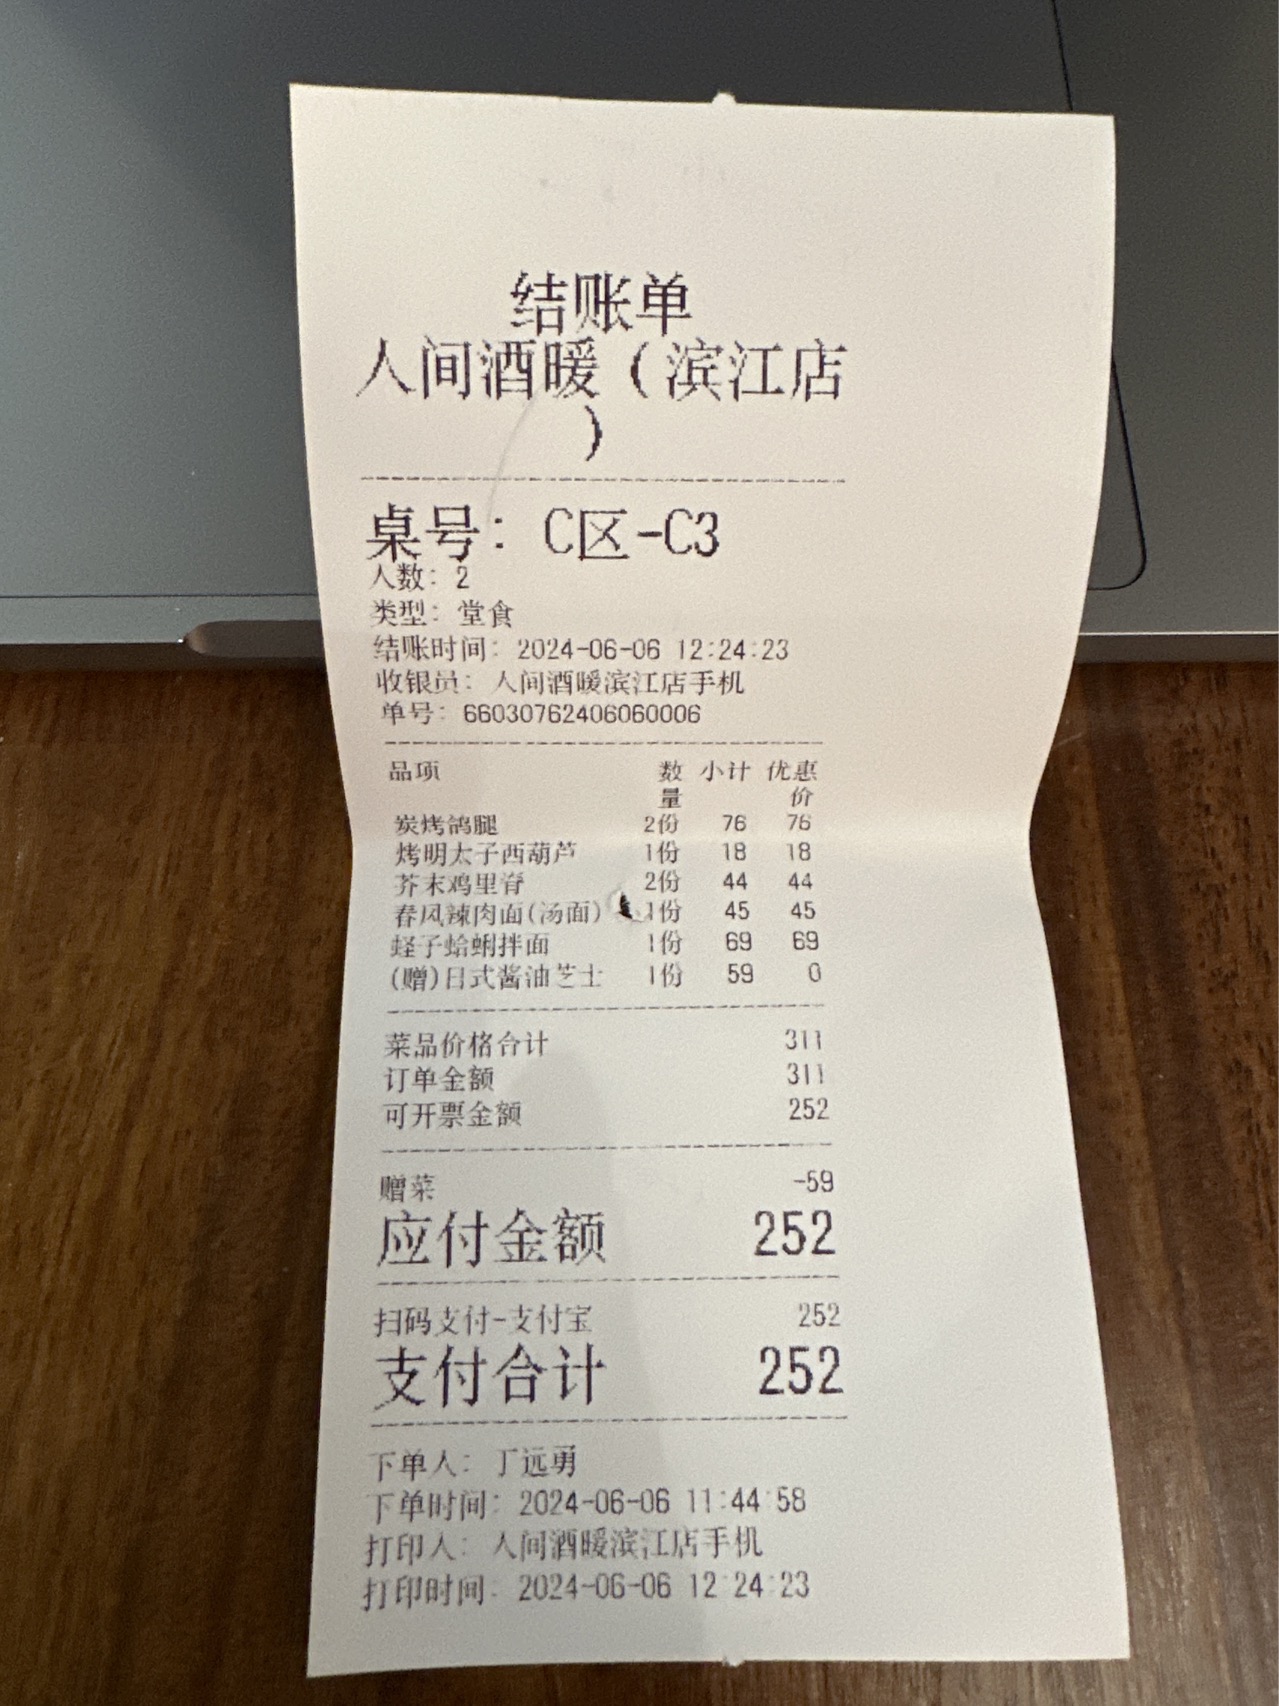 结账单
人间酒暖（滨江店
）
桌号：C区-C3
人数：2
类型：堂食
结账时间：2024-06-06 12:24:23
收银员：人间酒暖滨江店手机
单号：660307762406060006
品项 数 小计 优惠
量 价
炭烤鸽腿 2份 76 76
烤明太子西葫芦 1份 18 18
芥末鸡里脊 2份 44 44
春风辣肉面(汤面) 1份 45 45
蛏子蛤蜊拌面 1份 69 69
(赠)日式酱油芝士 1份 59 0
菜品价格合计 311
订单金额 311
可开票金额 252
赠菜 -59
应付金额 252
扫码支付-支付宝 252
支付合计 252
下单人：丁远勇
下单时间：2024-06-06 11:44:58
打印人：人间酒暖滨江店手机
打印时间：2024-06-06 12:24:23